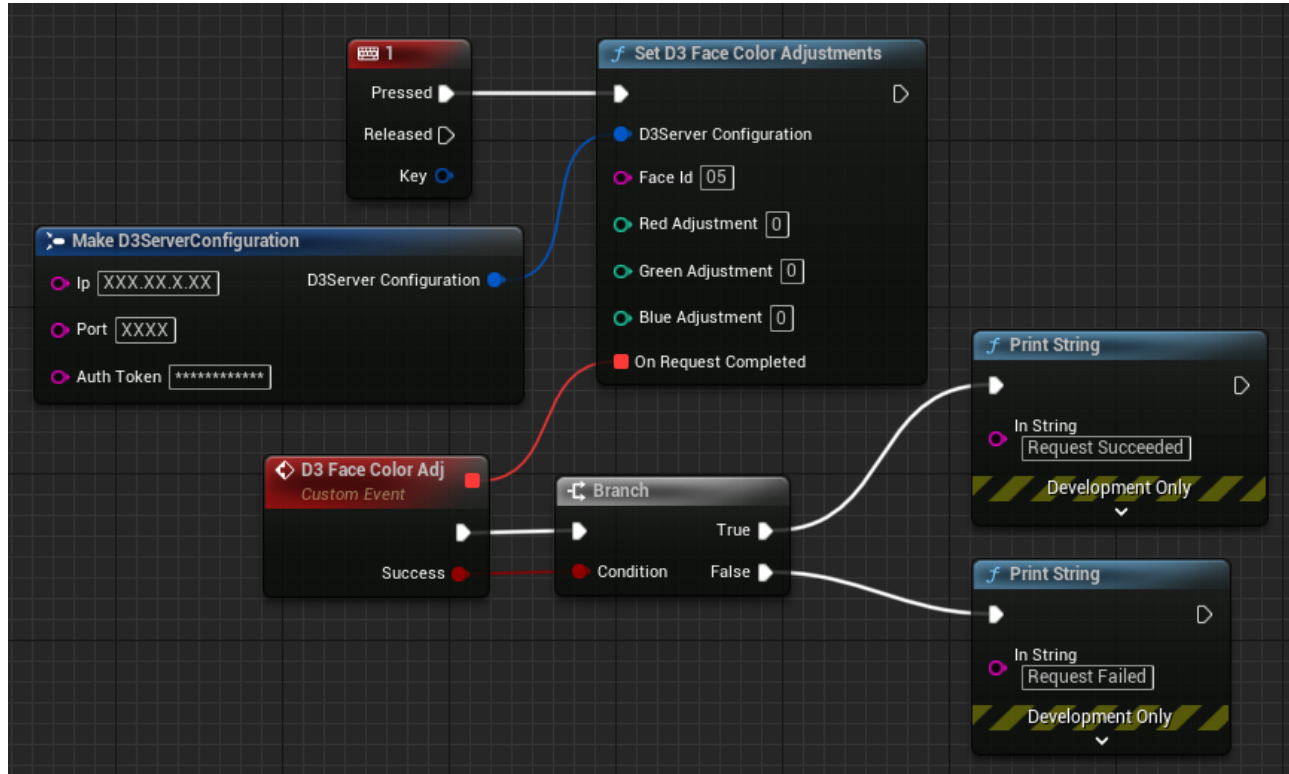 1
Pressed
Released
Key
Set D3 Face Color Adjustments
D3Server Configuration
Face Id 05
Red Adjustment 0
Green Adjustment 0
Blue Adjustment 0
On Request Completed
Make D3ServerConfiguration
Ip XXX.XX.X.XX D3Server Configuration
Port XXXX
Auth Token ************
D3 Face Color Adj
Custom Event
Success
Branch
True
Condition False
Print String
In String
Request Succeeded
Development Only
Print String
In String
Request Failed
Development Only